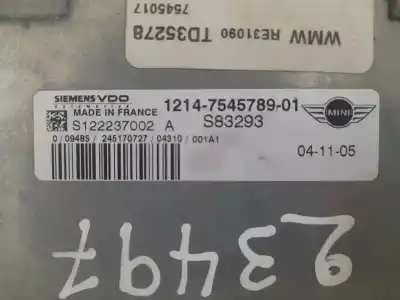 WMW RE31090 TD35278
7545017
SIEMENS VDO
AUTOMOTIVE
MADE IN FRANCE
1214-7545789-01
MINI
S122237002 A
S83293
0 /09485/ 245170727 /04310/ 001A1
04-11-05
23497